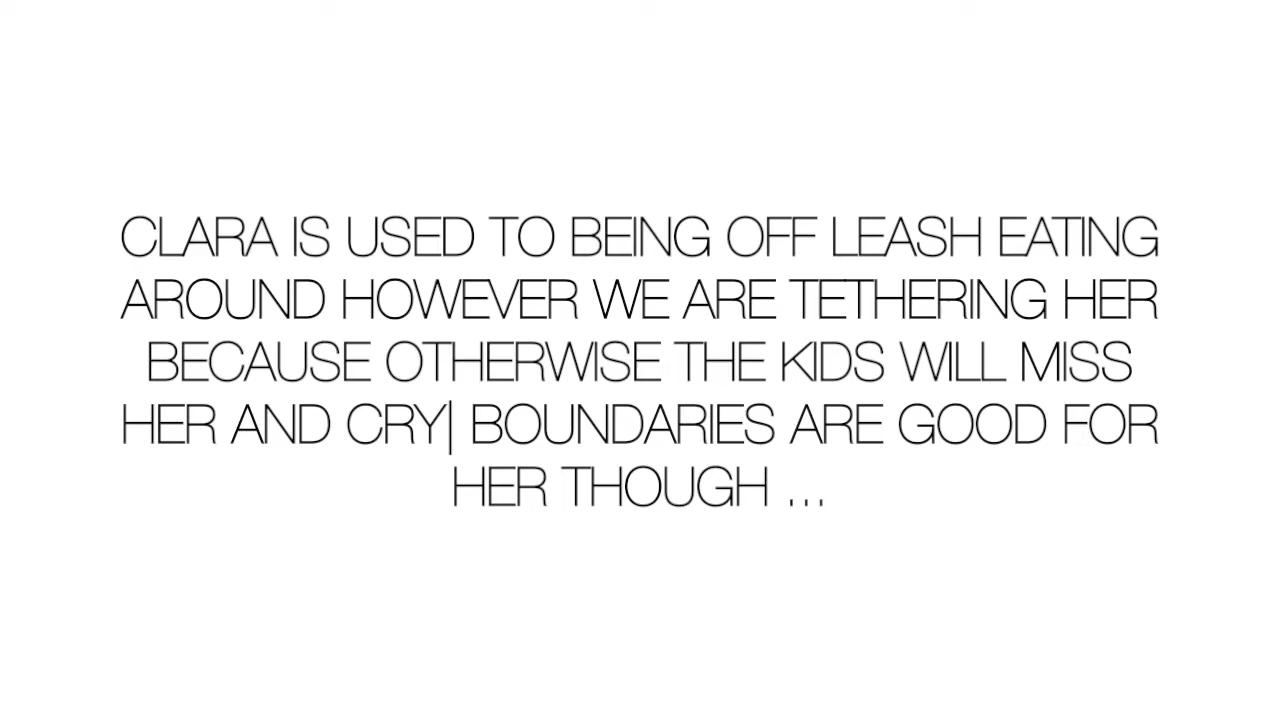 CLARA IS USED TO BEING OFF LEASH EATING
AROUND HOWEVER WE ARE TETHERING HER
BECAUSE OTHERWISE THE KIDS WILL MISS
HER AND CRY| BOUNDARIES ARE GOOD FOR
HER THOUGH ...